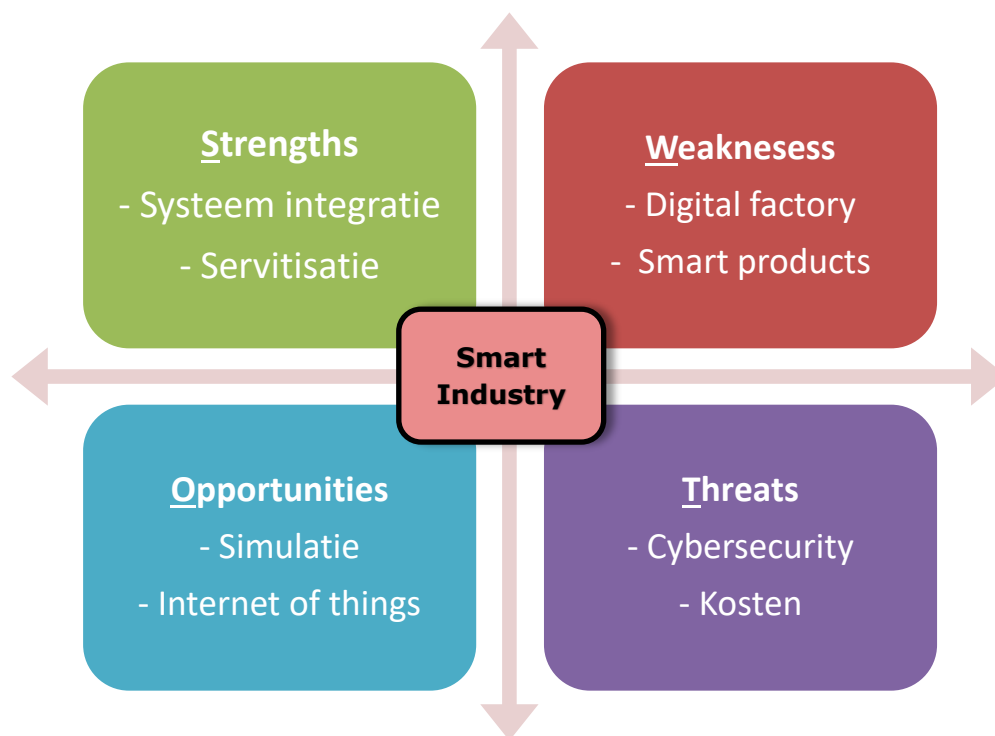 Strengths
- Systeem integratie
- Servitisatie
Weaknesess
- Digital factory
- Smart products
Smart
Industry
Opportunities
- Simulatie
- Internet of things
Threats
- Cybersecurity
- Kosten